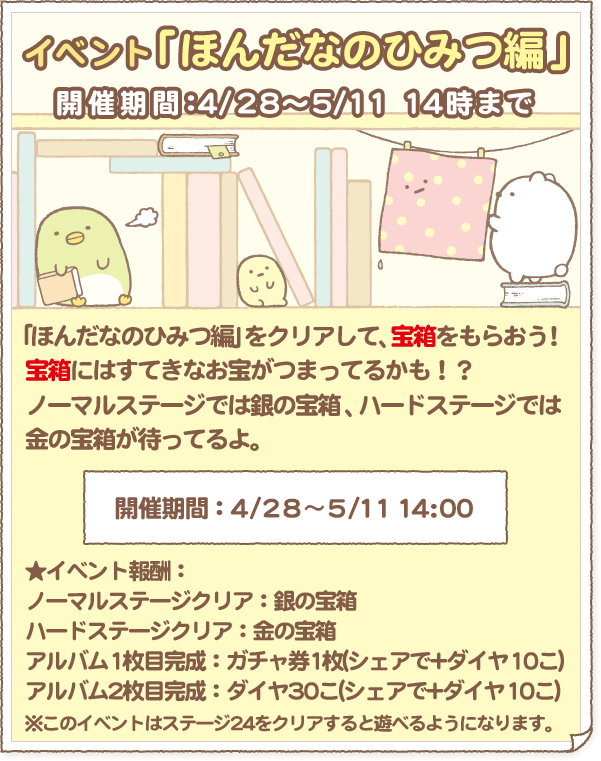 イベント「ほんだなのひみつ編」
開催期間:4/28～5/11 14時まで
「ほんだなのひみつ編」をクリアして、宝箱をもらおう！
宝箱にはすてきなお宝がつまってるかも！？
ノーマルステージでは銀の宝箱、ハードステージでは
金の宝箱が待ってるよ。
開催期間：4/28～5/11 14:00
★イベント報酬：
ノーマルステージクリア：銀の宝箱
ハードステージクリア：金の宝箱
アルバム1枚目完成：ガチャ券1枚(シェアで+ダイヤ10こ)
アルバム2枚目完成：ダイヤ30こ(シェアで+ダイヤ10こ)
※このイベントはステージ24をクリアすると遊べるようになります。